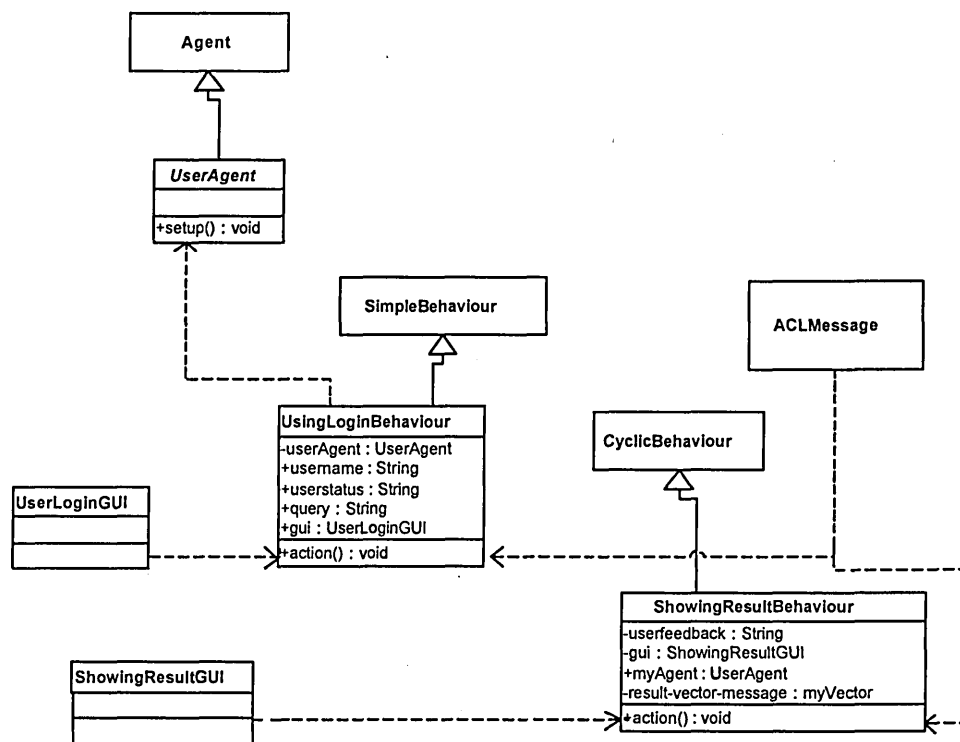 Agent
UserAgent
+setup() : void
SimpleBehaviour
ACLMessage
UsingLoginBehaviour
-userAgent : UserAgent
+username : String
+userstatus : String
+query : String
+gui : UserLoginGUI
+action() : void
CyclicBehaviour
UserLoginGUI
ShowingResultBehaviour
-userfeedback : String
-gui : ShowingResultGUI
+myAgent : UserAgent
-result-vector-message : myVector
+action() : void
ShowingResultGUI